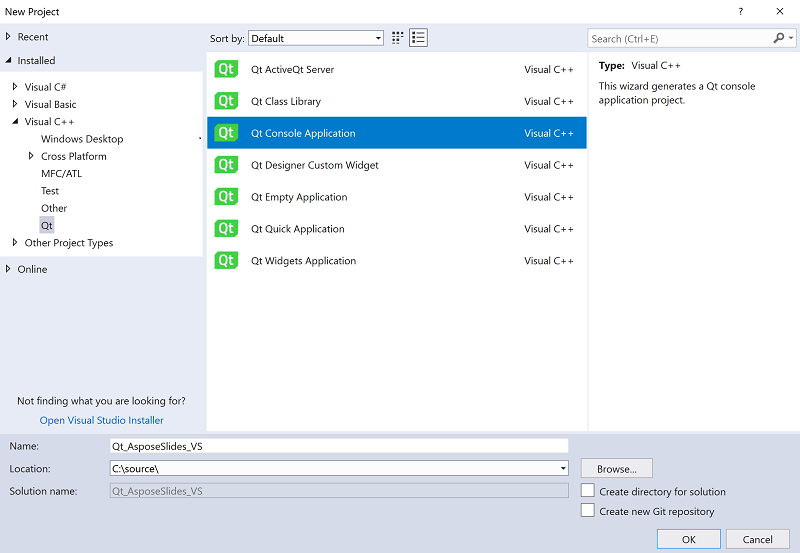 New Project
?
Recent
Sort by: Default
Search (Ctrl+E)
Installed
Visual C#
Visual Basic
Visual C++
Windows Desktop
Cross Platform
MFC/ATL
Test
Other
Qt
Other Project Types
Online
Not finding what you are looking for?
Open Visual Studio Installer
Qt Qt ActiveQt Server Visual C++
Qt Qt Class Library Visual C++
Qt Qt Console Application Visual C++
Qt Qt Designer Custom Widget Visual C++
Qt Qt Empty Application Visual C++
Qt Qt Quick Application Visual C++
Qt Qt Widgets Application Visual C++
Type: Visual C++
This wizard generates a Qt console
application project.
Name: Qt_AsposeSlides_VS
Location: C:\source\ Browse...
Solution name: Qt_AsposeSlides_VS
Create directory for solution
Create new Git repository
OK Cancel